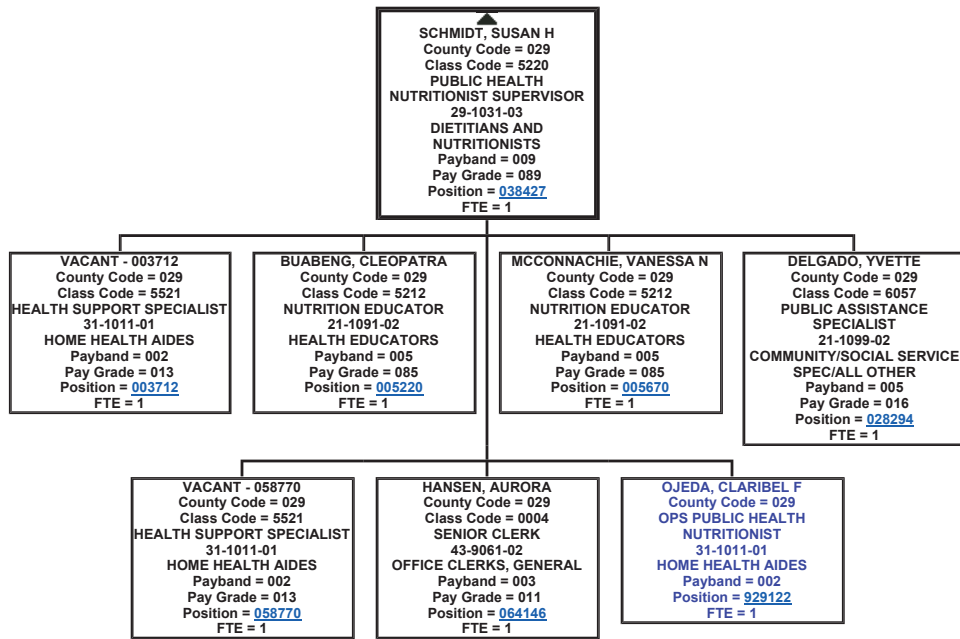 SCHMIDT, SUSAN H
County Code = 029
Class Code = 5220
PUBLIC HEALTH
NUTRITIONIST SUPERVISOR
29-1031-03
DIETITIANS AND
NUTRITIONISTS
Payband = 009
Pay Grade = 089
Position = 038427
FTE = 1
VACANT - 003712
County Code = 029
Class Code = 5521
HEALTH SUPPORT SPECIALIST
31-1011-01
HOME HEALTH AIDES
Payband = 002
Pay Grade = 013
Position = 003712
FTE = 1
BUABENG, CLEOPATRA
County Code = 029
Class Code = 5212
NUTRITION EDUCATOR
21-1091-02
HEALTH EDUCATORS
Payband = 005
Pay Grade = 085
Position = 005220
FTE = 1
MCCONNACHIE, VANESSA N
County Code = 029
Class Code = 5212
NUTRITION EDUCATOR
21-1091-02
HEALTH EDUCATORS
Payband = 005
Pay Grade = 085
Position = 005670
FTE = 1
DELGADO, YVETTE
County Code = 029
Class Code = 6057
PUBLIC ASSISTANCE
SPECIALIST
21-1099-02
COMMUNITY/SOCIAL SERVICE
SPEC/ALL OTHER
Payband = 005
Pay Grade = 016
Position = 028294
FTE = 1
VACANT - 058770
County Code = 029
Class Code = 5521
HEALTH SUPPORT SPECIALIST
31-1011-01
HOME HEALTH AIDES
Payband = 002
Pay Grade = 013
Position = 058770
FTE = 1
HANSEN, AURORA
County Code = 029
Class Code = 0004
SENIOR CLERK
43-9061-02
OFFICE CLERKS, GENERAL
Payband = 003
Pay Grade = 011
Position = 064146
FTE = 1
OJEDA, CLARIBEL F
County Code = 029
OPS PUBLIC HEALTH
NUTRITIONIST
31-1011-01
HOME HEALTH AIDES
Payband = 002
Position = 929122
FTE = 1